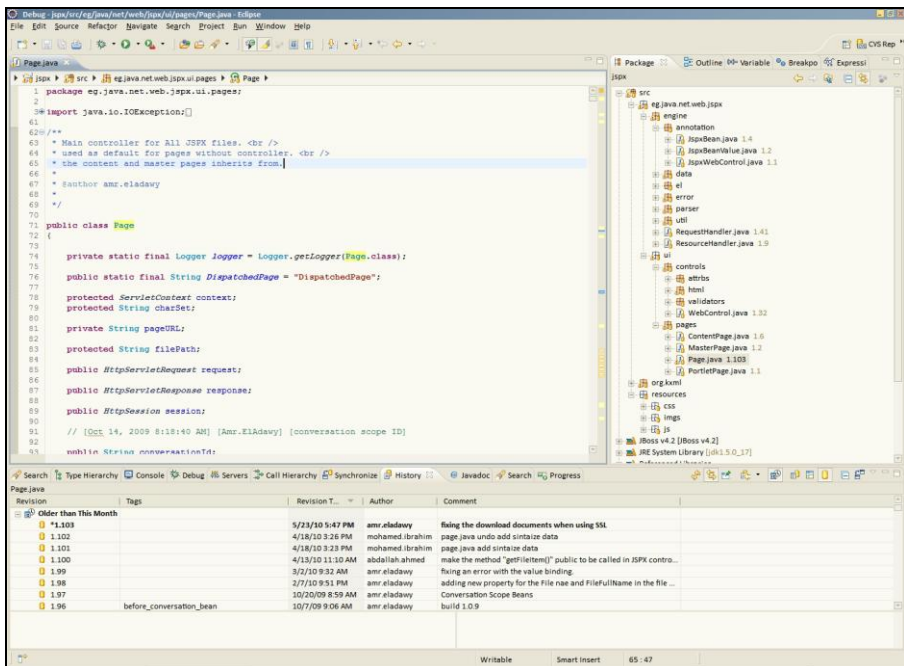 Debug - jspx/src/eg/java/net/web/jspx/ui/pages/Page.java - Eclipse
File Edit Source Refactor Navigate Search Project Run Window Help
CVS Rep
Page.java
jspx src eg.java.net.web.jspx.ui.pages Page
1 package eg.java.net.web.jspx.ui.pages;
2
3 import java.io.IOException;
61
62 /**
63 * Main controller for All JSPX files. <br />
64 * used as default for pages without controller. <br />
65 * the content and master pages inherits from.
66 *
67 * @author amr.eladawy
68 *
69 */
70
71 public class Page
72 {
73
74 private static final Logger logger = Logger.getLogger(Page.class);
75
76 public static final String DispatchedPage = "DispatchedPage";
77
78 protected ServletContext context;
79 protected String charSet;
80
81 private String pageURL;
82
83 protected String filePath;
84
85 public HttpServletRequest request;
86
87 public HttpServletResponse response;
88
89 public HttpSession session;
90
91 // [Oct 14, 2009 8:18:40 AM] [Amr.ElAdawy] [conversation scope ID]
92
93 public String conversationId;
Package Outline Variable Breakpo Expressi
jspx
src
eg.java.net.web.jspx
engine
annotation
JspxBean.java 1.4
JspxBeanValue.java 1.2
JspxWebControl.java 1.1
data
el
error
parser
util
RequestHandler.java 1.41
ResourceHandler.java 1.9
ui
controls
attrbs
html
validators
WebControl.java 1.32
pages
ContentPage.java 1.6
MasterPage.java 1.2
Page.java 1.103
PortletPage.java 1.1
org.kxml
resources
css
imgs
js
JBoss v4.2 [JBoss v4.2]
JRE System Library [jdk1.5.0_17]
Referenced Libraries
Search Type Hierarchy Console Debug Servers Call Hierarchy Synchronize History Javadoc Search Progress
Page.java
Revision Tags Revision T... Author Comment
Older than This Month
*1.103 5/23/10 5:47 PM amr.eladawy fixing the download documents when using SSL
1.102 4/18/10 3:26 PM mohamed.ibrahim page.java undo add sintaize data
1.101 4/18/10 3:23 PM mohamed.ibrahim page.java add sintaize data
1.100 4/13/10 11:10 AM abdallah.ahmed make the method "getFileItem()" public to be called in JSPX contro...
1.99 3/2/10 9:32 AM amr.eladawy fixing an error with the value binding.
1.98 2/7/10 9:51 PM amr.eladawy adding new property for the File nae and FileFullName in the file ...
1.97 10/20/09 8:59 AM amr.eladawy Conversation Scope Beans
1.96 before_conversation_bean 10/7/09 9:06 AM amr.eladawy build 1.0.9
Writable Smart Insert 65 : 47